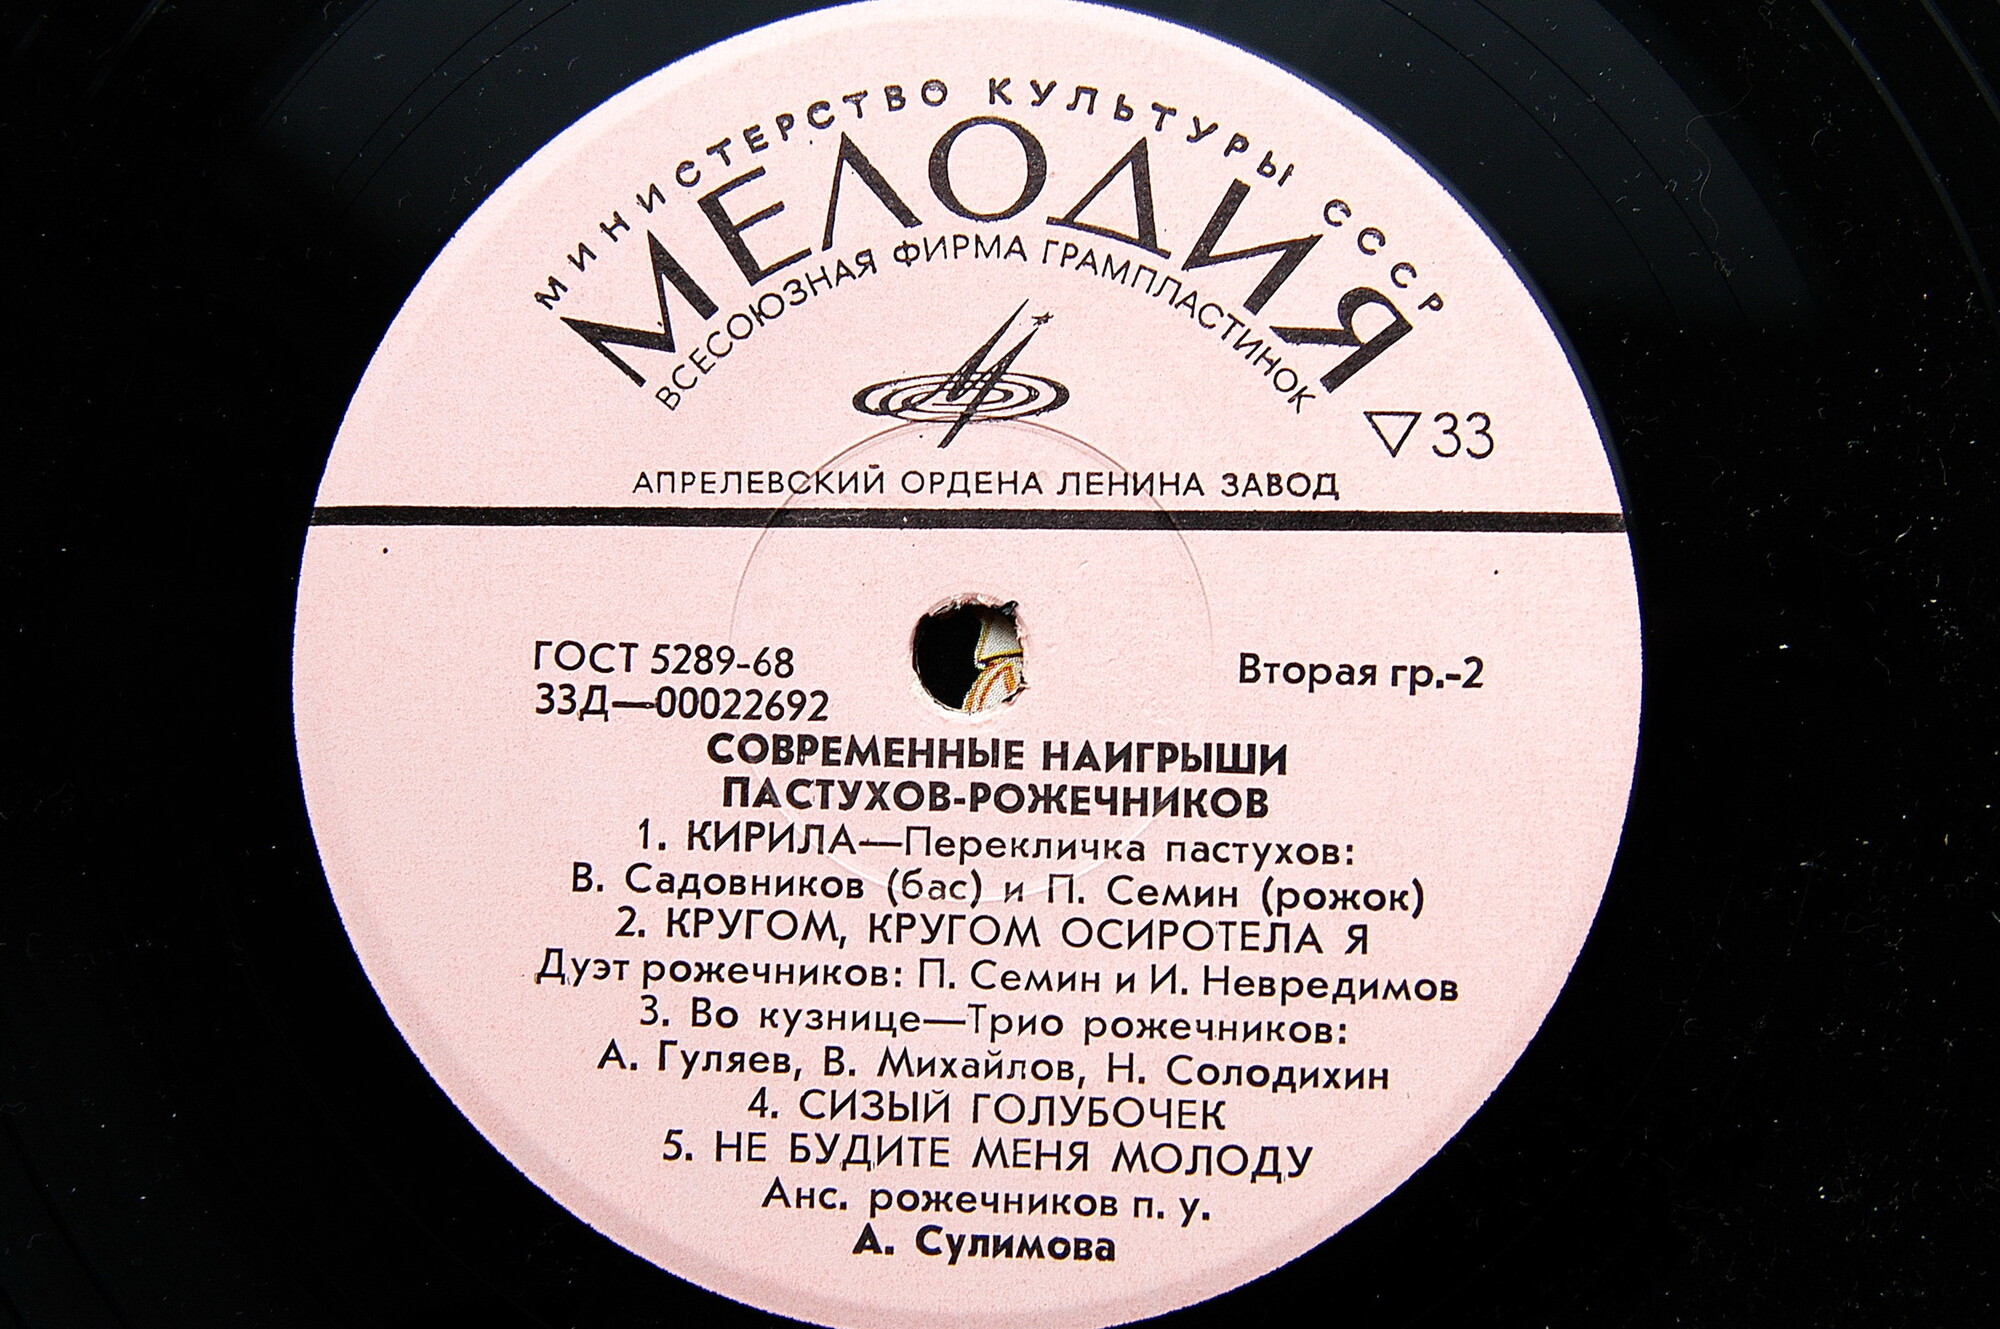 МИНИСТЕРСТВО КУЛЬТУРЫ СССР
МЕЛОДИЯ
ВСЕСОЮЗНАЯ ФИРМА ГРАМПЛАСТИНОК
▽33
АПРЕЛЕВСКИЙ ОРДЕНА ЛЕНИНА ЗАВОД
ГОСТ 5289-68
Вторая гр.-2
33Д—00022692
СОВРЕМЕННЫЕ НАИГРЫШИ
ПАСТУХОВ-РОЖЕЧНИКОВ
1. КИРИЛА—Перекличка пастухов:
В. Садовников (бас) и П. Семин (рожок)
2. КРУГОМ, КРУГОМ ОСИРОТЕЛА Я
Дуэт рожечников: П. Семин и И. Невредимов
3. Во кузнице—Трио рожечников:
А. Гуляев, В. Михайлов, Н. Солодихин
4. СИЗЫЙ ГОЛУБОЧЕК
5. НЕ БУДИТЕ МЕНЯ МОЛОДУ
Анс. рожечников п. у.
А. Сулимова